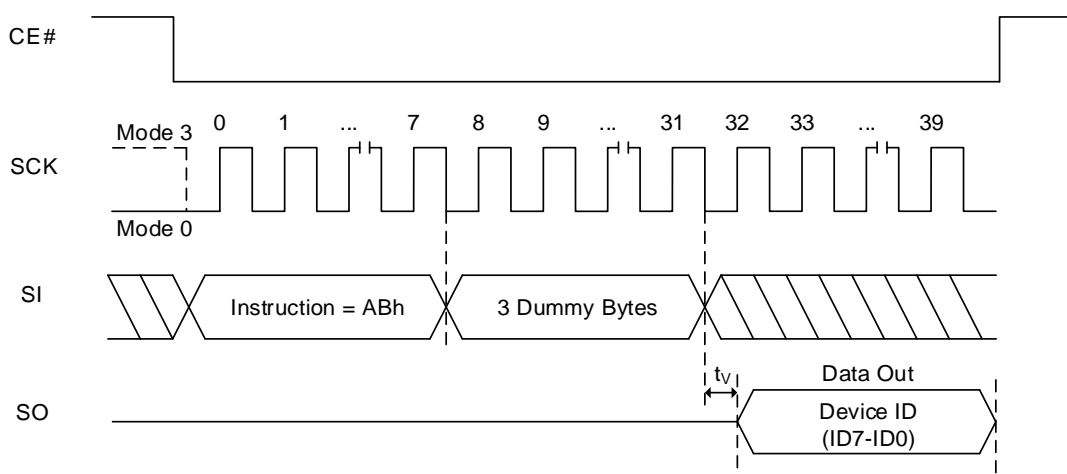 CE#
0 1 ... 7 8 9 ... 31 32 33 ... 39
Mode 3
SCK
Mode 0
SI
Instruction = ABh
3 Dummy Bytes
tV
Data Out
SO
Device ID
(ID7-ID0)